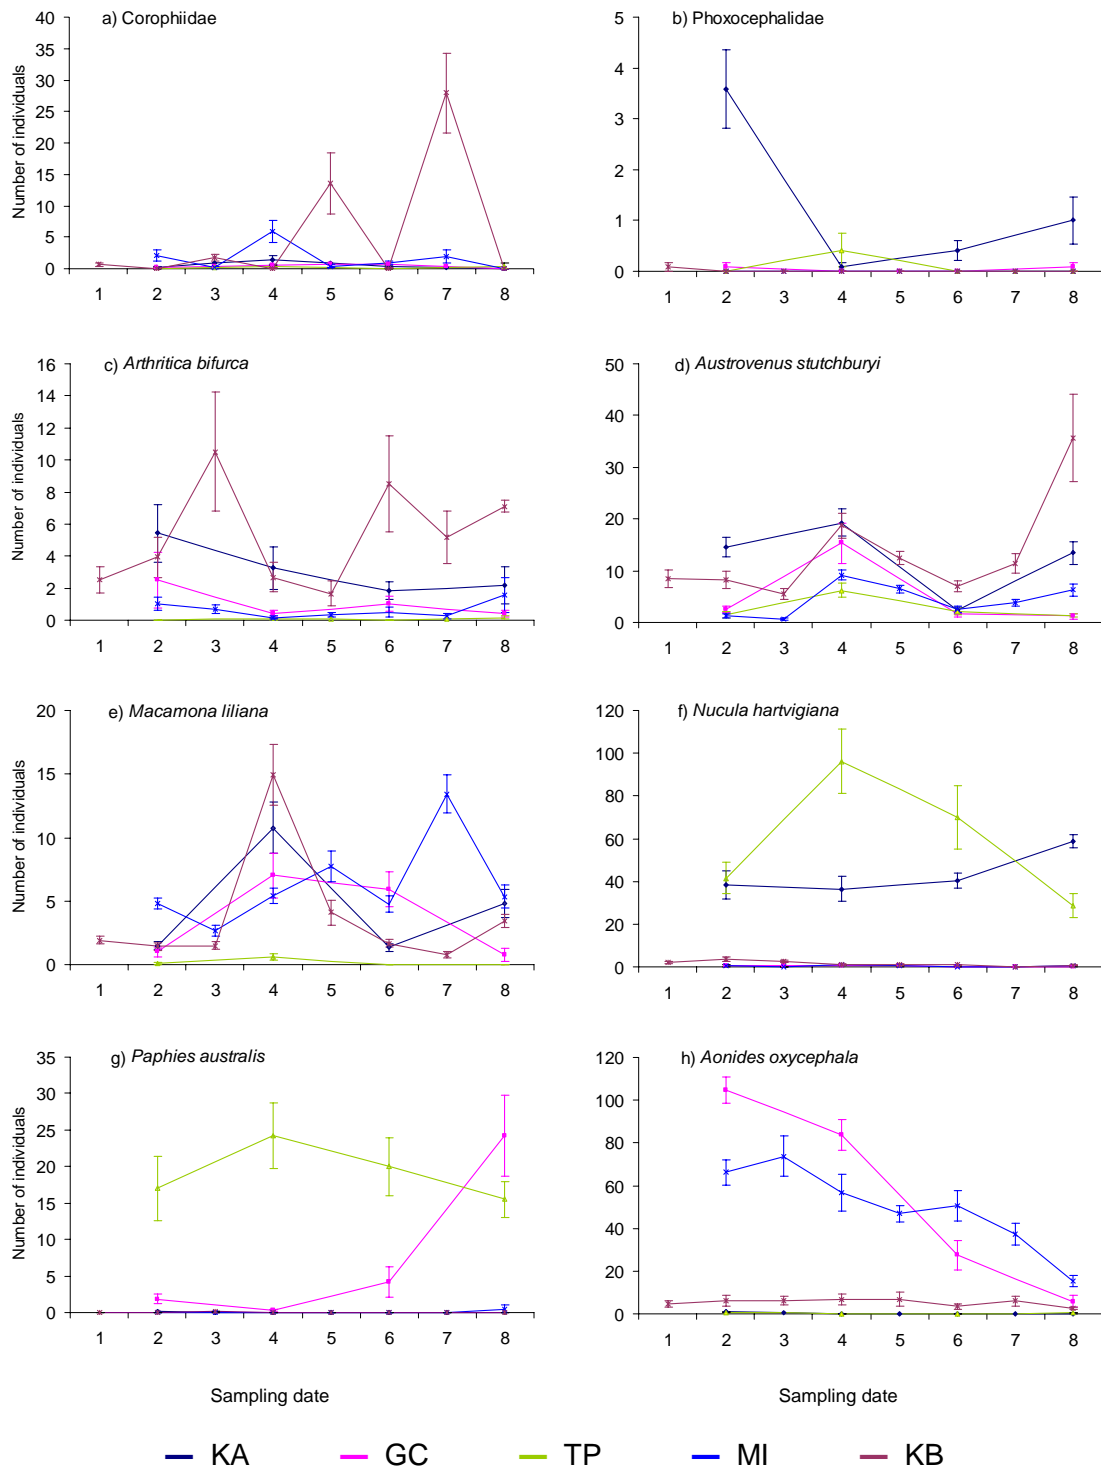 a) Corophiidae
Number of individuals
40
35
30
25
20
15
10
5
0
1 2 3 4 5 6 7 8
b) Phoxocephalidae
5
4
3
2
1
0
1 2 3 4 5 6 7 8
c) Arthritica bifurca
Number of individuals
16
14
12
10
8
6
4
2
0
1 2 3 4 5 6 7 8
d) Austrovenus stutchburyi
50
40
30
20
10
0
1 2 3 4 5 6 7 8
e) Macamona liliana
Number of individuals
20
15
10
5
0
1 2 3 4 5 6 7 8
f) Nucula hartvigiana
120
100
80
60
40
20
0
1 2 3 4 5 6 7 8
g) Paphies australis
Number of individuals
35
30
25
20
15
10
5
0
1 2 3 4 5 6 7 8
Sampling date
h) Aonides oxycephala
120
100
80
60
40
20
0
1 2 3 4 5 6 7 8
Sampling date
KA GC TP MI KB